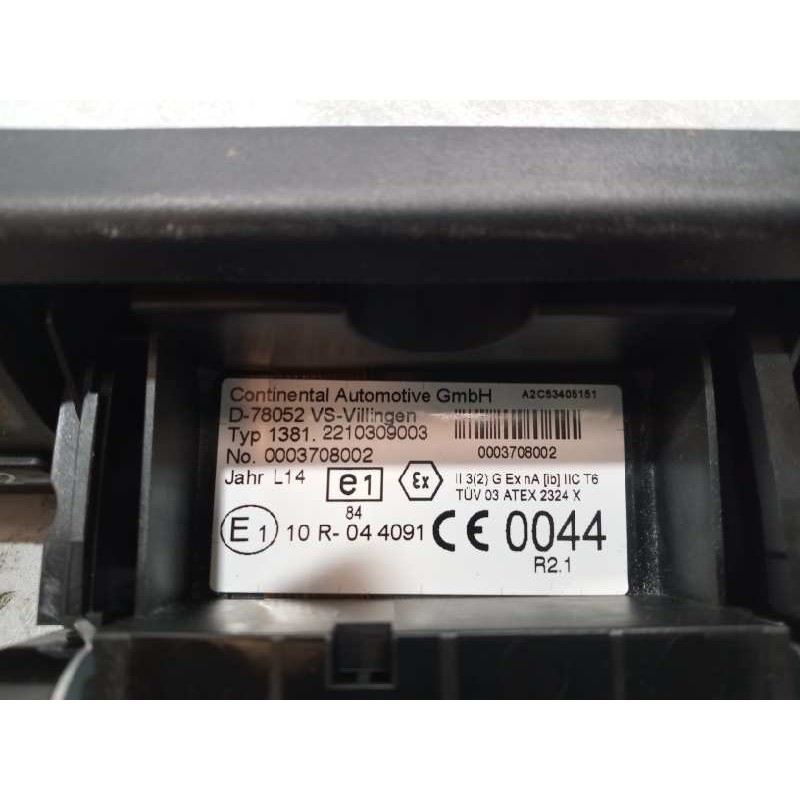 Continental Automotive GmbH A2C53405151
D-78052 VS-Villingen
Typ 1381. 2210309003
No. 0003708002 0003708002
Jahr L14 e1 Ex II 3(2) G Ex nA [ib] IIC T6
TÜV 03 ATEX 2324 X
84
E1 10 R- 04 4091 CE 0044
R2.1